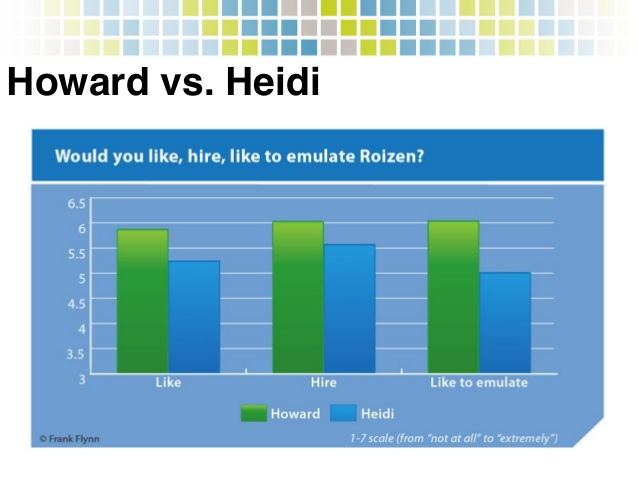 Howard vs. Heidi
Would you like, hire, like to emulate Roizen?
6.5
6
5.5
5
4.5
4
3.5
3
Like Hire Like to emulate
Howard Heidi
© Frank Flynn
1-7 scale (from “not at all” to “extremely”)